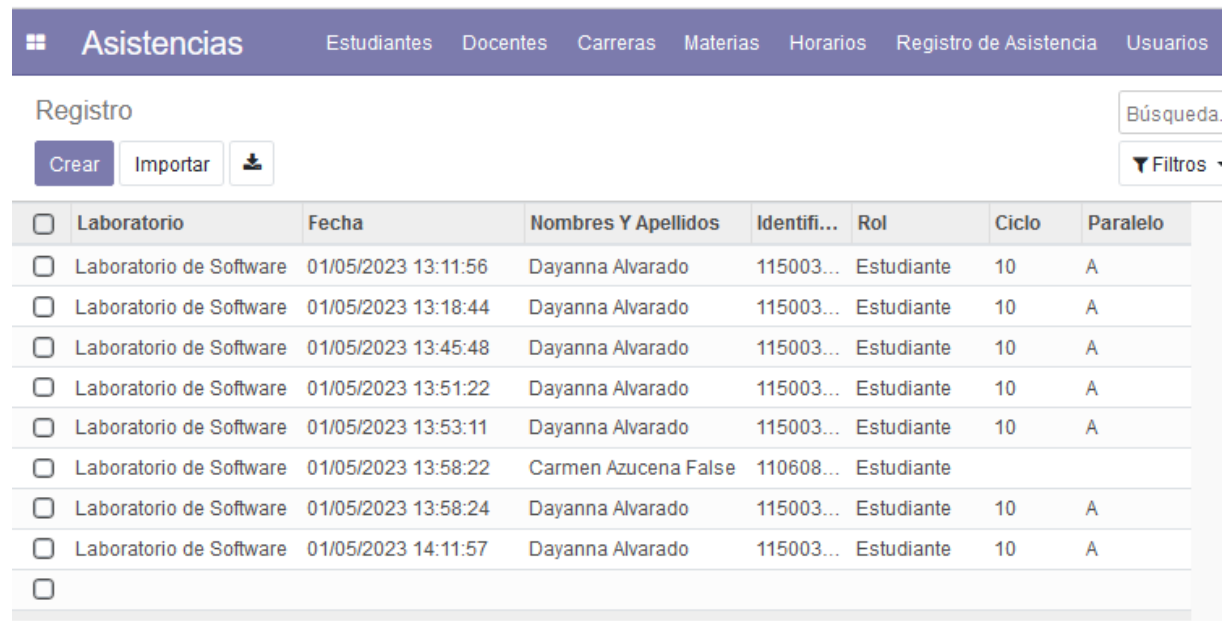 Asistencias Estudiantes Docentes Carreras Materias Horarios Registro de Asistencia Usuarios
Registro
Búsqueda.
Crear Importar Filtros
Laboratorio Fecha Nombres Y Apellidos Identifi... Rol Ciclo Paralelo
Laboratorio de Software 01/05/2023 13:11:56 Dayanna Alvarado 115003... Estudiante 10 A
Laboratorio de Software 01/05/2023 13:18:44 Dayanna Alvarado 115003... Estudiante 10 A
Laboratorio de Software 01/05/2023 13:45:48 Dayanna Alvarado 115003... Estudiante 10 A
Laboratorio de Software 01/05/2023 13:51:22 Dayanna Alvarado 115003... Estudiante 10 A
Laboratorio de Software 01/05/2023 13:53:11 Dayanna Alvarado 115003... Estudiante 10 A
Laboratorio de Software 01/05/2023 13:58:22 Carmen Azucena False 110608... Estudiante
Laboratorio de Software 01/05/2023 13:58:24 Dayanna Alvarado 115003... Estudiante 10 A
Laboratorio de Software 01/05/2023 14:11:57 Dayanna Alvarado 115003... Estudiante 10 A